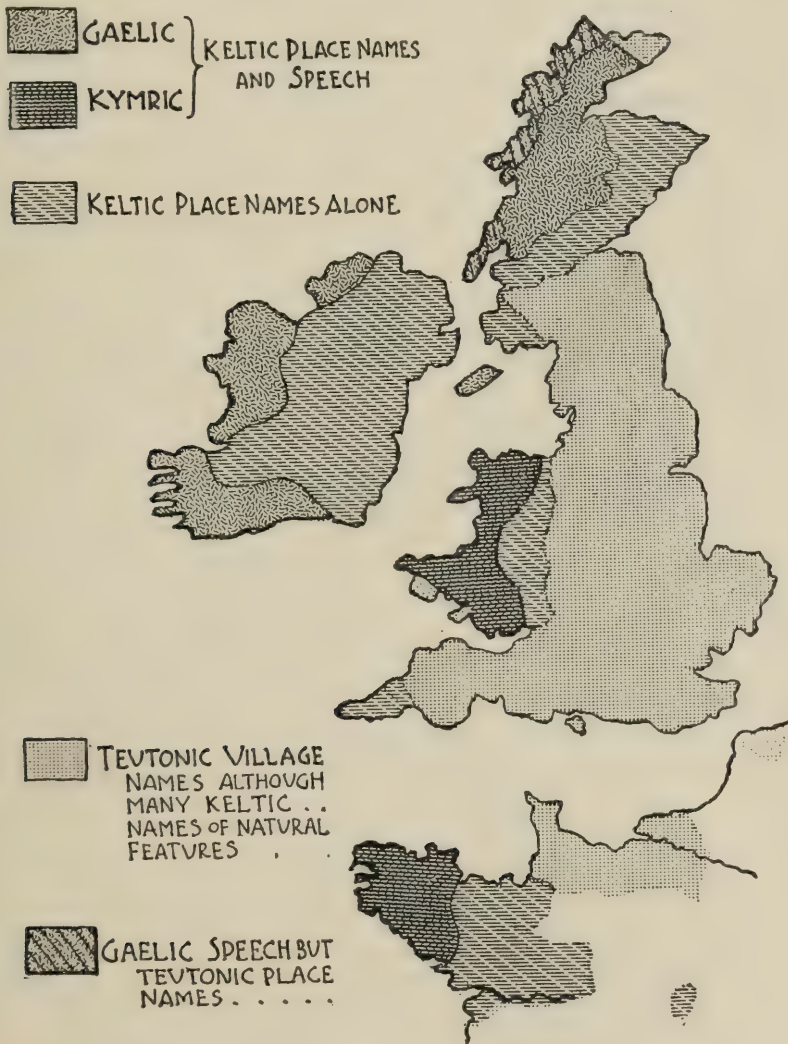 GAELIC
KYMRIC
KELTIC PLACE NAMES
AND SPEECH
KELTIC PLACE NAMES ALONE
TEUTONIC VILLAGE
NAMES ALTHOUGH
MANY KELTIC . .
NAMES OF NATURAL
FEATURES . .
GAELIC SPEECH BUT
TEUTONIC PLACE
NAMES . . . . .